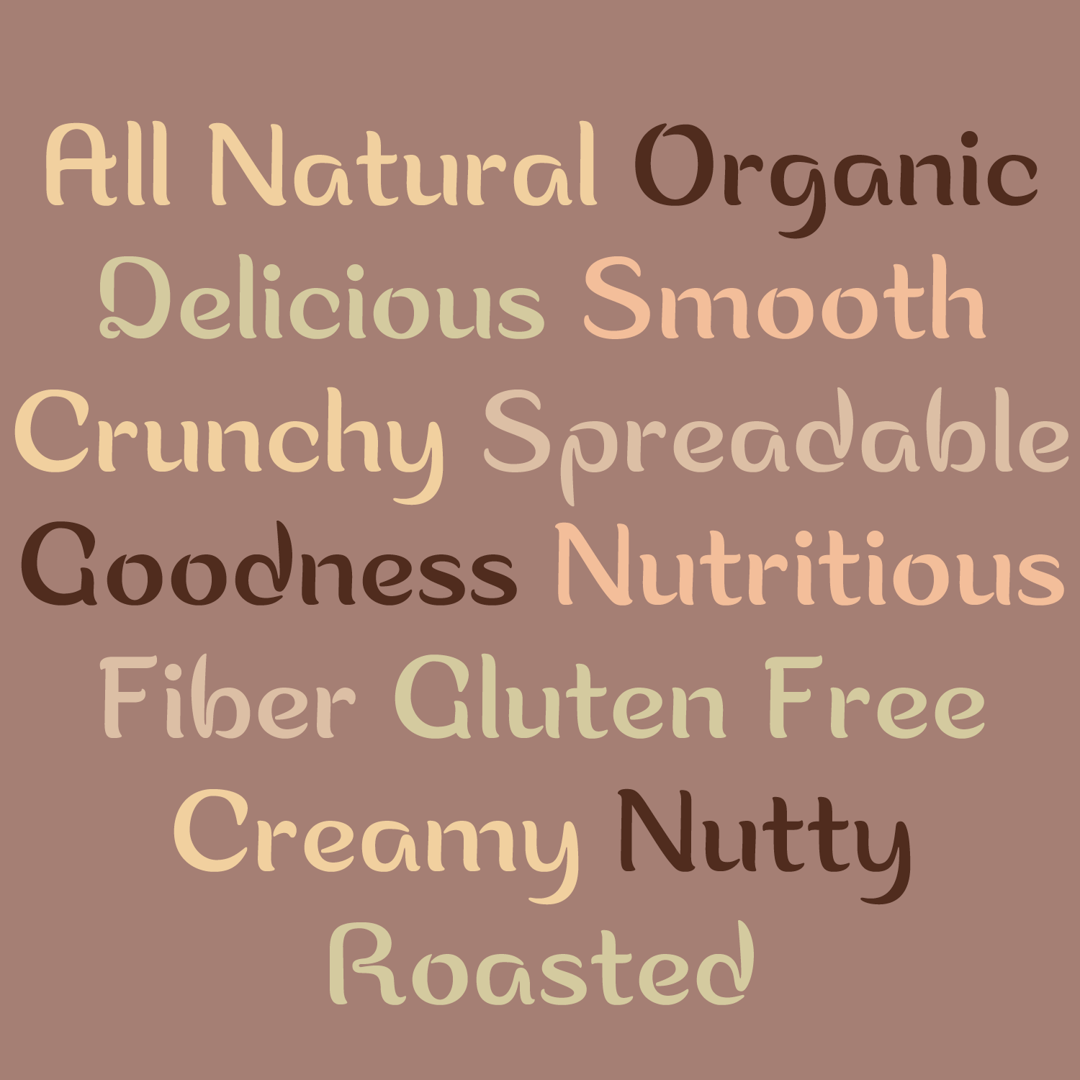 All Natural Organic
Delicious Smooth
Crunchy Spreadable
Goodness Nutritious
Fiber Gluten Free
Creamy Nutty
Roasted